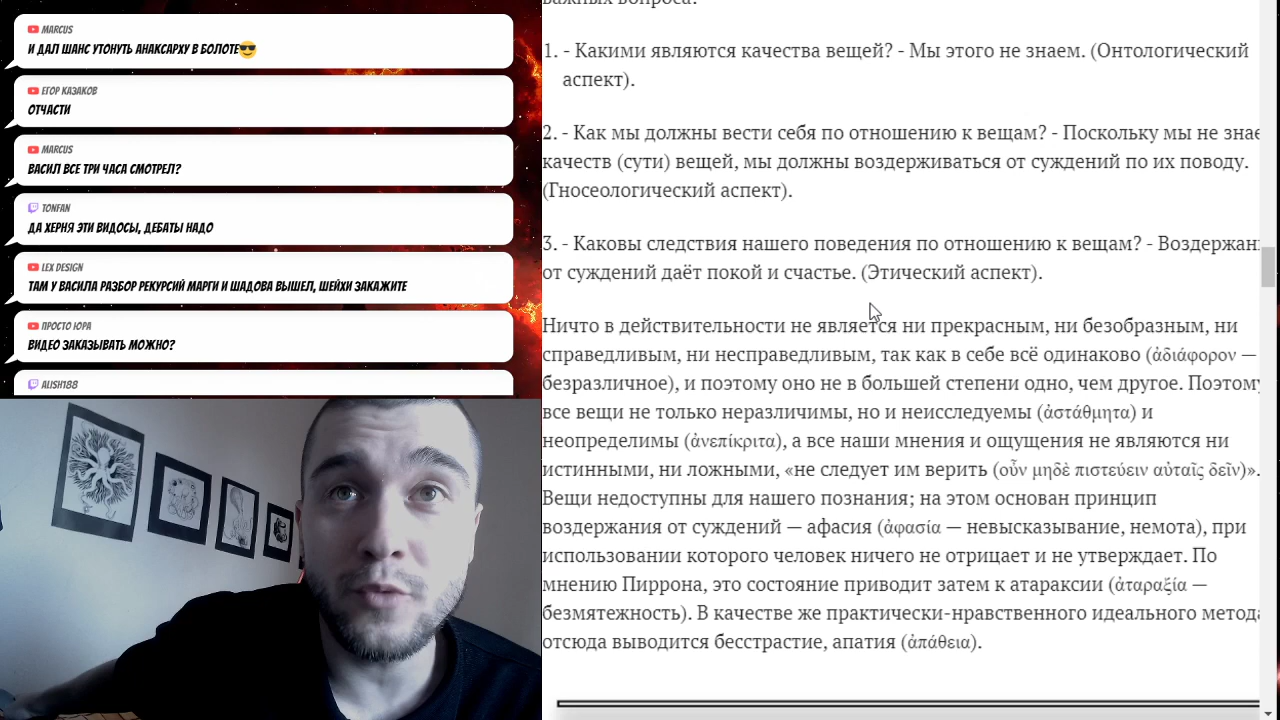 MARCUS
И ДАЛ ШАНС УТОНУТЬ АНАКСАРХУ В БОЛОТЕ😎
ЕГОР КАЗАКОВ
ОТЧАСТИ
MARCUS
ВАСИЛ ВСЕ ТРИ ЧАСА СМОТРЕЛ?
TONFAN
ДА ХЕРНЯ ЭТИ ВИДОСЫ, ДЕБАТЫ НАДО
LEX DESIGN
ТАМ У ВАСИЛА РАЗБОР РЕКУРСИЙ МАРГИ И ШАДОВА ВЫШЕЛ, ШЕЙХИ ЗАКАЖИТЕ
ПРОСТО ЮРА
ВИДЕО ЗАКАЗЫВАТЬ МОЖНО?
ALISH188
важных вопроса:
1. - Какими являются качества вещей? - Мы этого не знаем. (Онтологический
аспект).
2. - Как мы должны вести себя по отношению к вещам? - Поскольку мы не знае
качеств (сути) вещей, мы должны воздерживаться от суждений по их поводу.
(Гносеологический аспект).
3. - Каковы следствия нашего поведения по отношению к вещам? - Воздержан
от суждений даёт покой и счастье. (Этический аспект).
Ничто в действительности не является ни прекрасным, ни безобразным, ни
справедливым, ни несправедливым, так как в себе всё одинаково (ἀδιάφορον —
безразличное), и поэтому оно не в большей степени одно, чем другое. Поэтому
все вещи не только неразличимы, но и неисследуемы (ἀστάθμητα) и
неопределимы (ἀνεπίκριτα), а все наши мнения и ощущения не являются ни
истинными, ни ложными, «не следует им верить (οὖν μηδὲ πιστεύειν αὐταῖς δεῖν)».
Вещи недоступны для нашего познания; на этом основан принцип
воздержания от суждений — афасия (ἀφασία — невысказывание, немота), при
использовании которого человек ничего не отрицает и не утверждает. По
мнению Пиррона, это состояние приводит затем к атараксии (ἀταραξία —
безмятежность). В качестве же практически-нравственного идеального метода
отсюда выводится бесстрастие, апатия (ἀπάθεια).